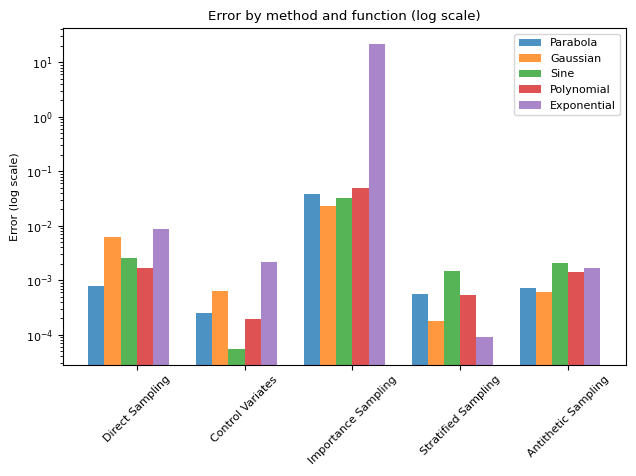 Error by method and function (log scale)
Parabola
Gaussian
Sine
Polynomial
Exponential
Error (log scale)
10¹
10⁰
10⁻¹
10⁻²
10⁻³
10⁻⁴
Direct Sampling
Control Variates
Importance Sampling
Stratified Sampling
Antithetic Sampling